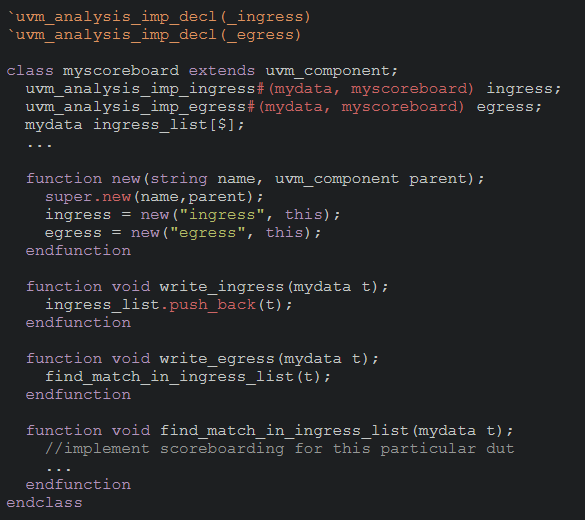 `uvm_analysis_imp_decl(_ingress)
`uvm_analysis_imp_decl(_egress)

class myscoreboard extends uvm_component;
  uvm_analysis_imp_ingress#(mydata, myscoreboard) ingress;
  uvm_analysis_imp_egress#(mydata, myscoreboard) egress;
  mydata ingress_list[$];
  ...

  function new(string name, uvm_component parent);
    super.new(name,parent);
    ingress = new("ingress", this);
    egress = new("egress", this);
  endfunction

  function void write_ingress(mydata t);
    ingress_list.push_back(t);
  endfunction

  function void write_egress(mydata t);
    find_match_in_ingress_list(t);
  endfunction

  function void find_match_in_ingress_list(mydata t);
    //implement scoreboarding for this particular dut
    ...
  endfunction
endclass